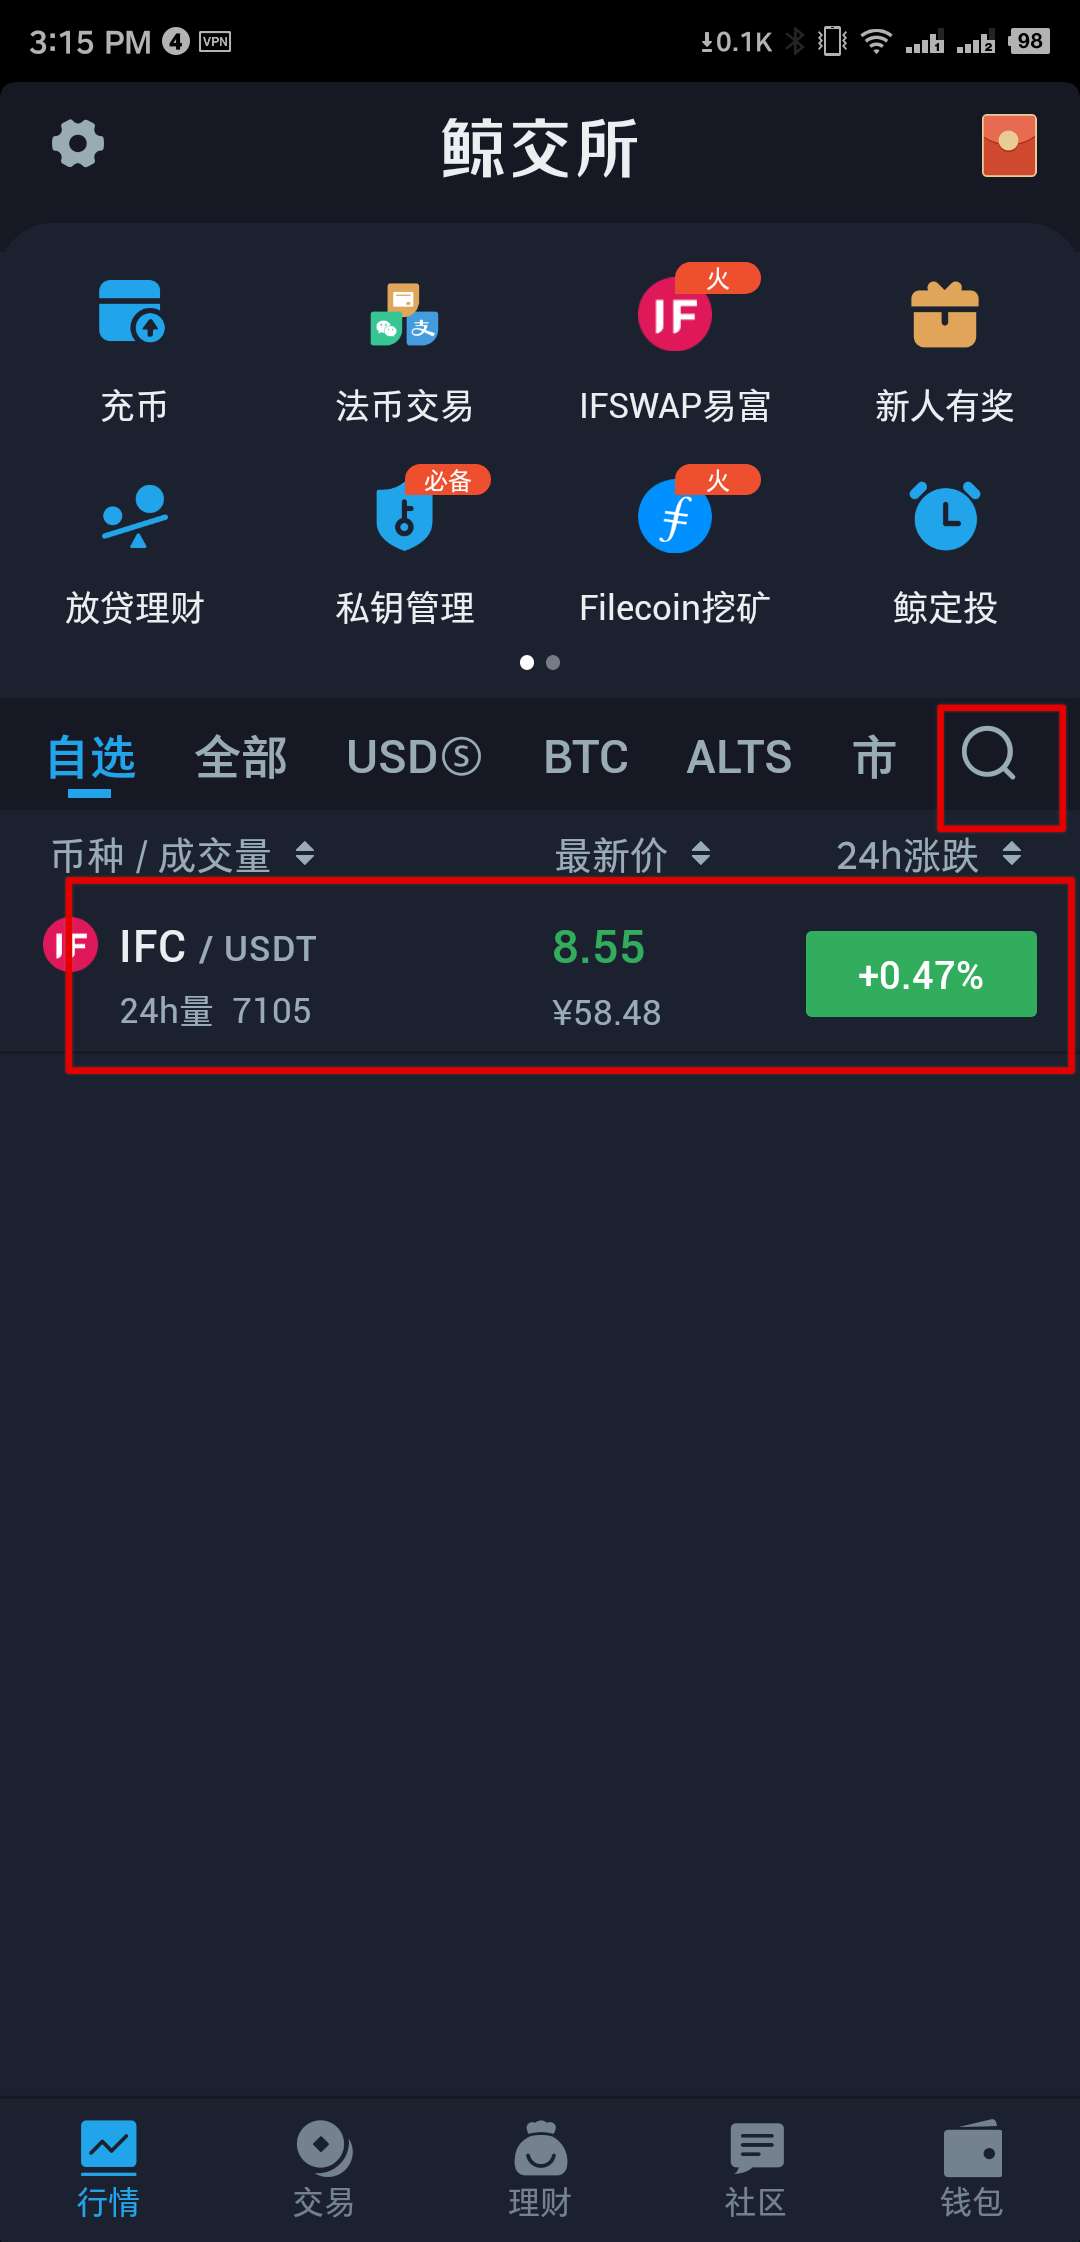 3:15 PM 4 VPN 0.1K 1 2 98
鲸交所
火
IF
充币 法币交易 IFSWAP易富 新人有奖
必备 火
放贷理财 私钥管理 Filecoin挖矿 鲸定投
自选 全部 USDⓈ BTC ALTS 市
币种 / 成交量 最新价 24h涨跌
IF IFC / USDT 8.55 +0.47%
24h量 7105 ¥58.48
行情 交易 理财 社区 钱包